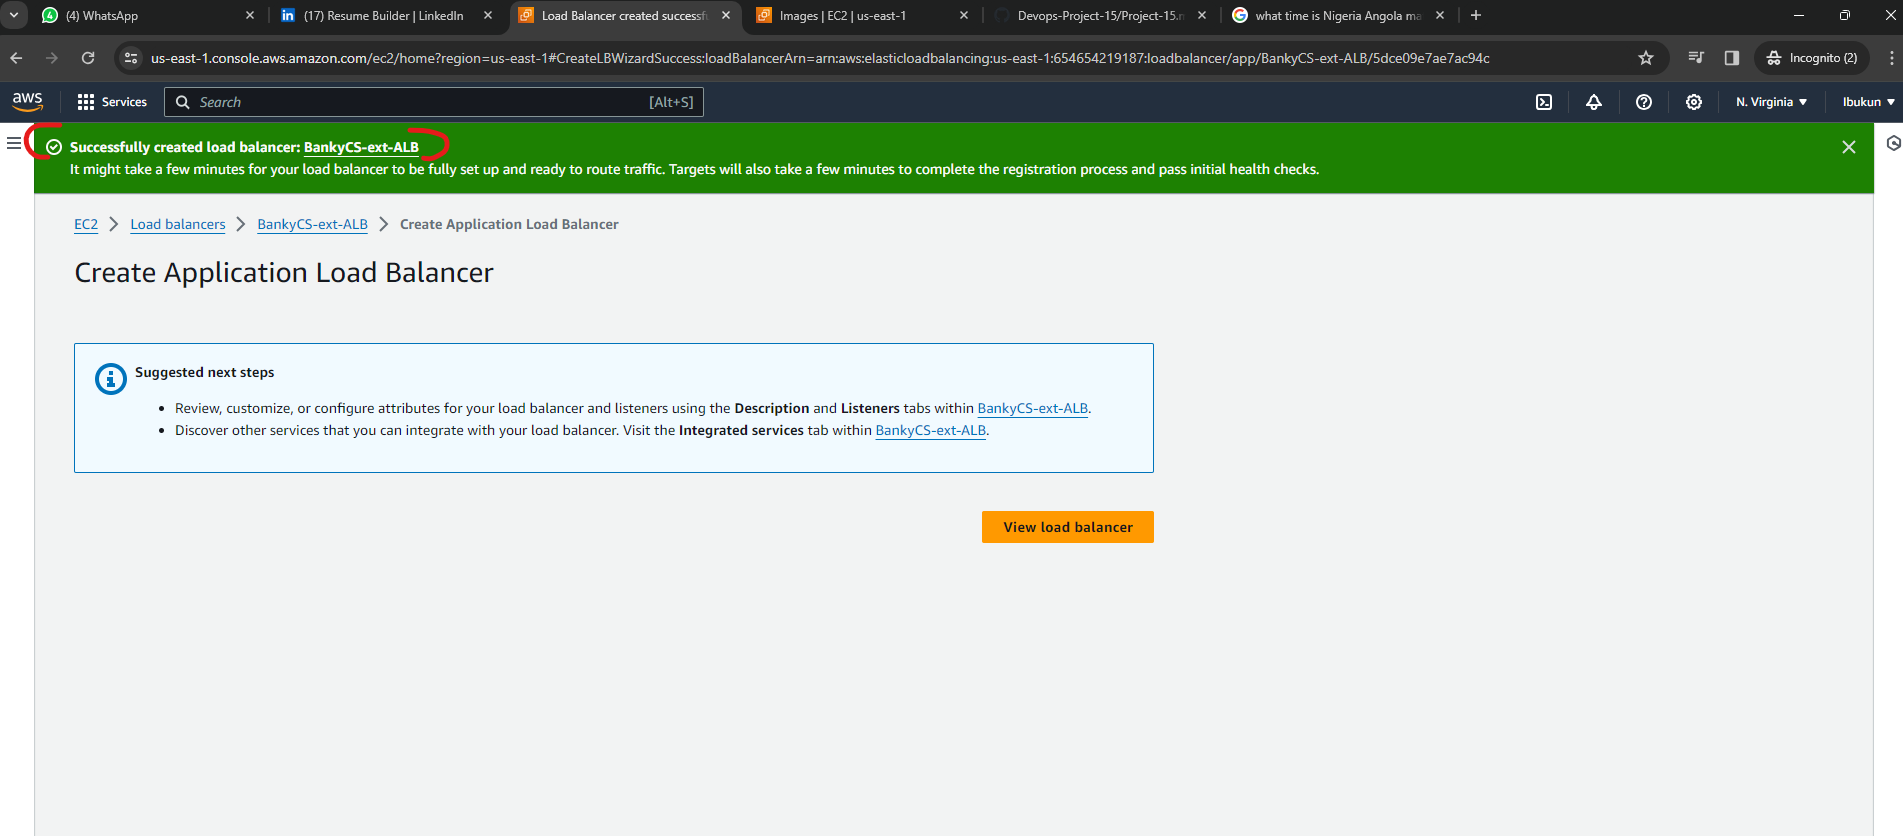 (4) WhatsApp
(17) Resume Builder | LinkedIn
Load Balancer created successfu
Images | EC2 | us-east-1
Devops-Project-15/Project-15.m
what time is Nigeria Angola ma
us-east-1.console.aws.amazon.com/ec2/home?region=us-east-1#CreateLBWizardSuccess:loadBalancerArn=arn:aws:elasticloadbalancing:us-east-1:654654219187:loadbalancer/app/BankyCS-ext-ALB/5dce09e7ae7ac94c
Incognito (2)
aws
Services
Search
[Alt+S]
N. Virginia
Ibukun
Successfully created load balancer: BankyCS-ext-ALB
It might take a few minutes for your load balancer to be fully set up and ready to route traffic. Targets will also take a few minutes to complete the registration process and pass initial health checks.
EC2 > Load balancers > BankyCS-ext-ALB > Create Application Load Balancer
Create Application Load Balancer
Suggested next steps
• Review, customize, or configure attributes for your load balancer and listeners using the Description and Listeners tabs within BankyCS-ext-ALB.
• Discover other services that you can integrate with your load balancer. Visit the Integrated services tab within BankyCS-ext-ALB.
View load balancer